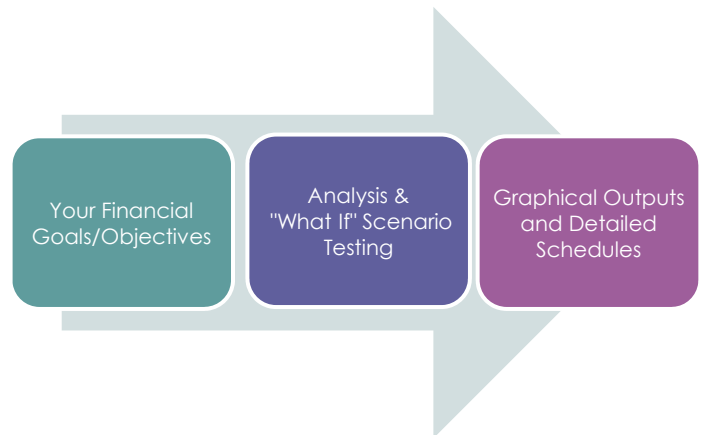 Your Financial
Goals/Objectives
Analysis &
"What If" Scenario
Testing
Graphical Outputs
and Detailed
Schedules